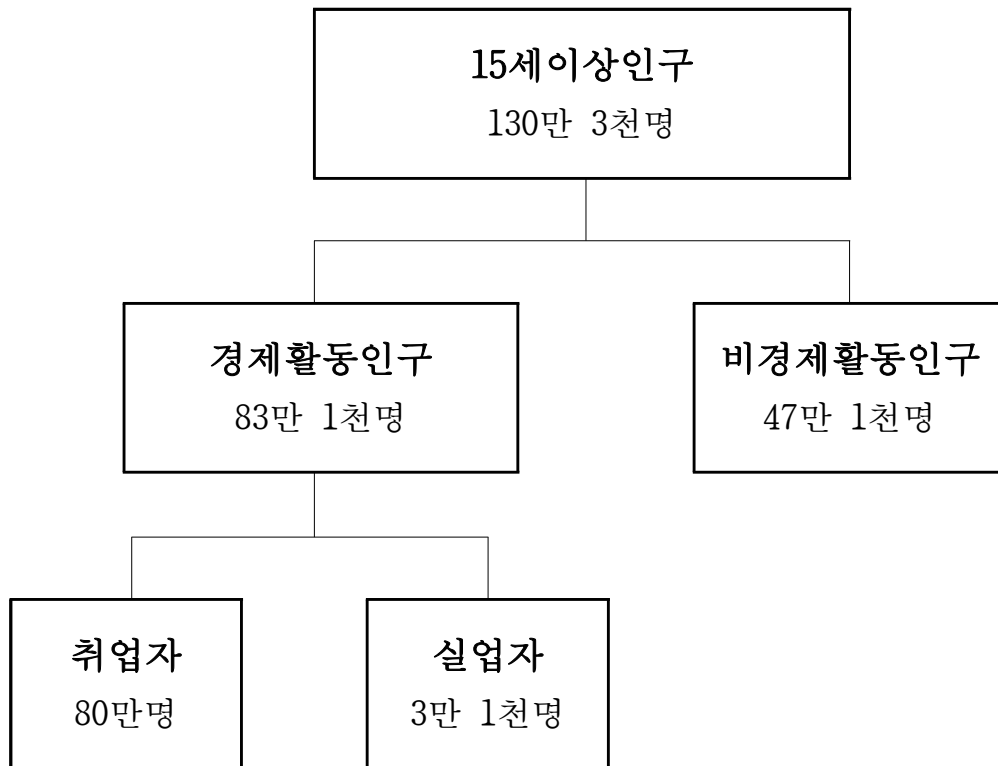 15세이상인구
130만 3천명
경제활동인구
83만 1천명
비경제활동인구
47만 1천명
취업자
80만명
실업자
3만 1천명